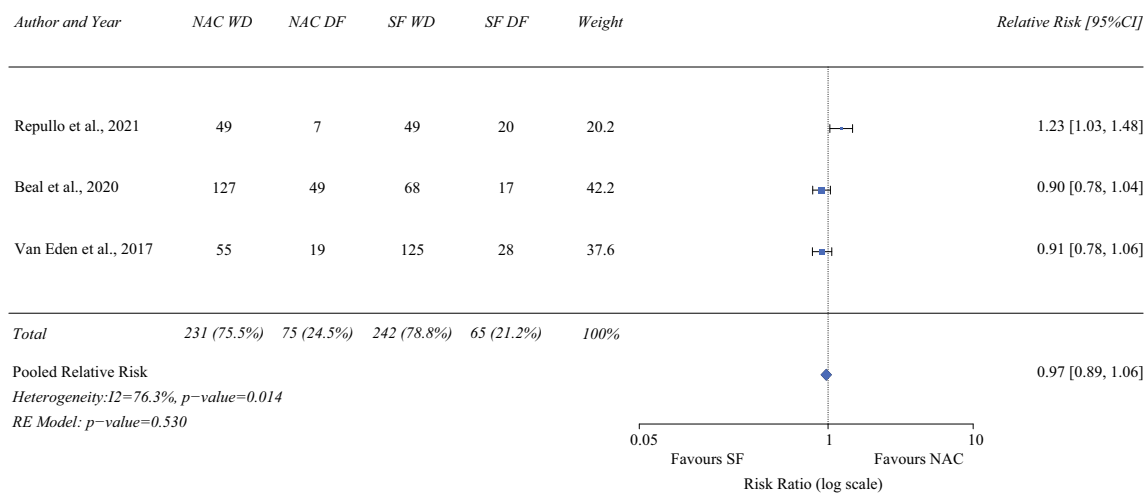 Author and Year NAC WD NAC DF SF WD SF DF Weight Relative Risk [95%CI]
Repullo et al., 2021 49 7 49 20 20.2 1.23 [1.03, 1.48]
Beal et al., 2020 127 49 68 17 42.2 0.90 [0.78, 1.04]
Van Eden et al., 2017 55 19 125 28 37.6 0.91 [0.78, 1.06]
Total 231 (75.5%) 75 (24.5%) 242 (78.8%) 65 (21.2%) 100%
Pooled Relative Risk 0.97 [0.89, 1.06]
Heterogeneity:I2=76.3%, p−value=0.014
RE Model: p−value=0.530
0.05 1 10
Favours SF Favours NAC
Risk Ratio (log scale)